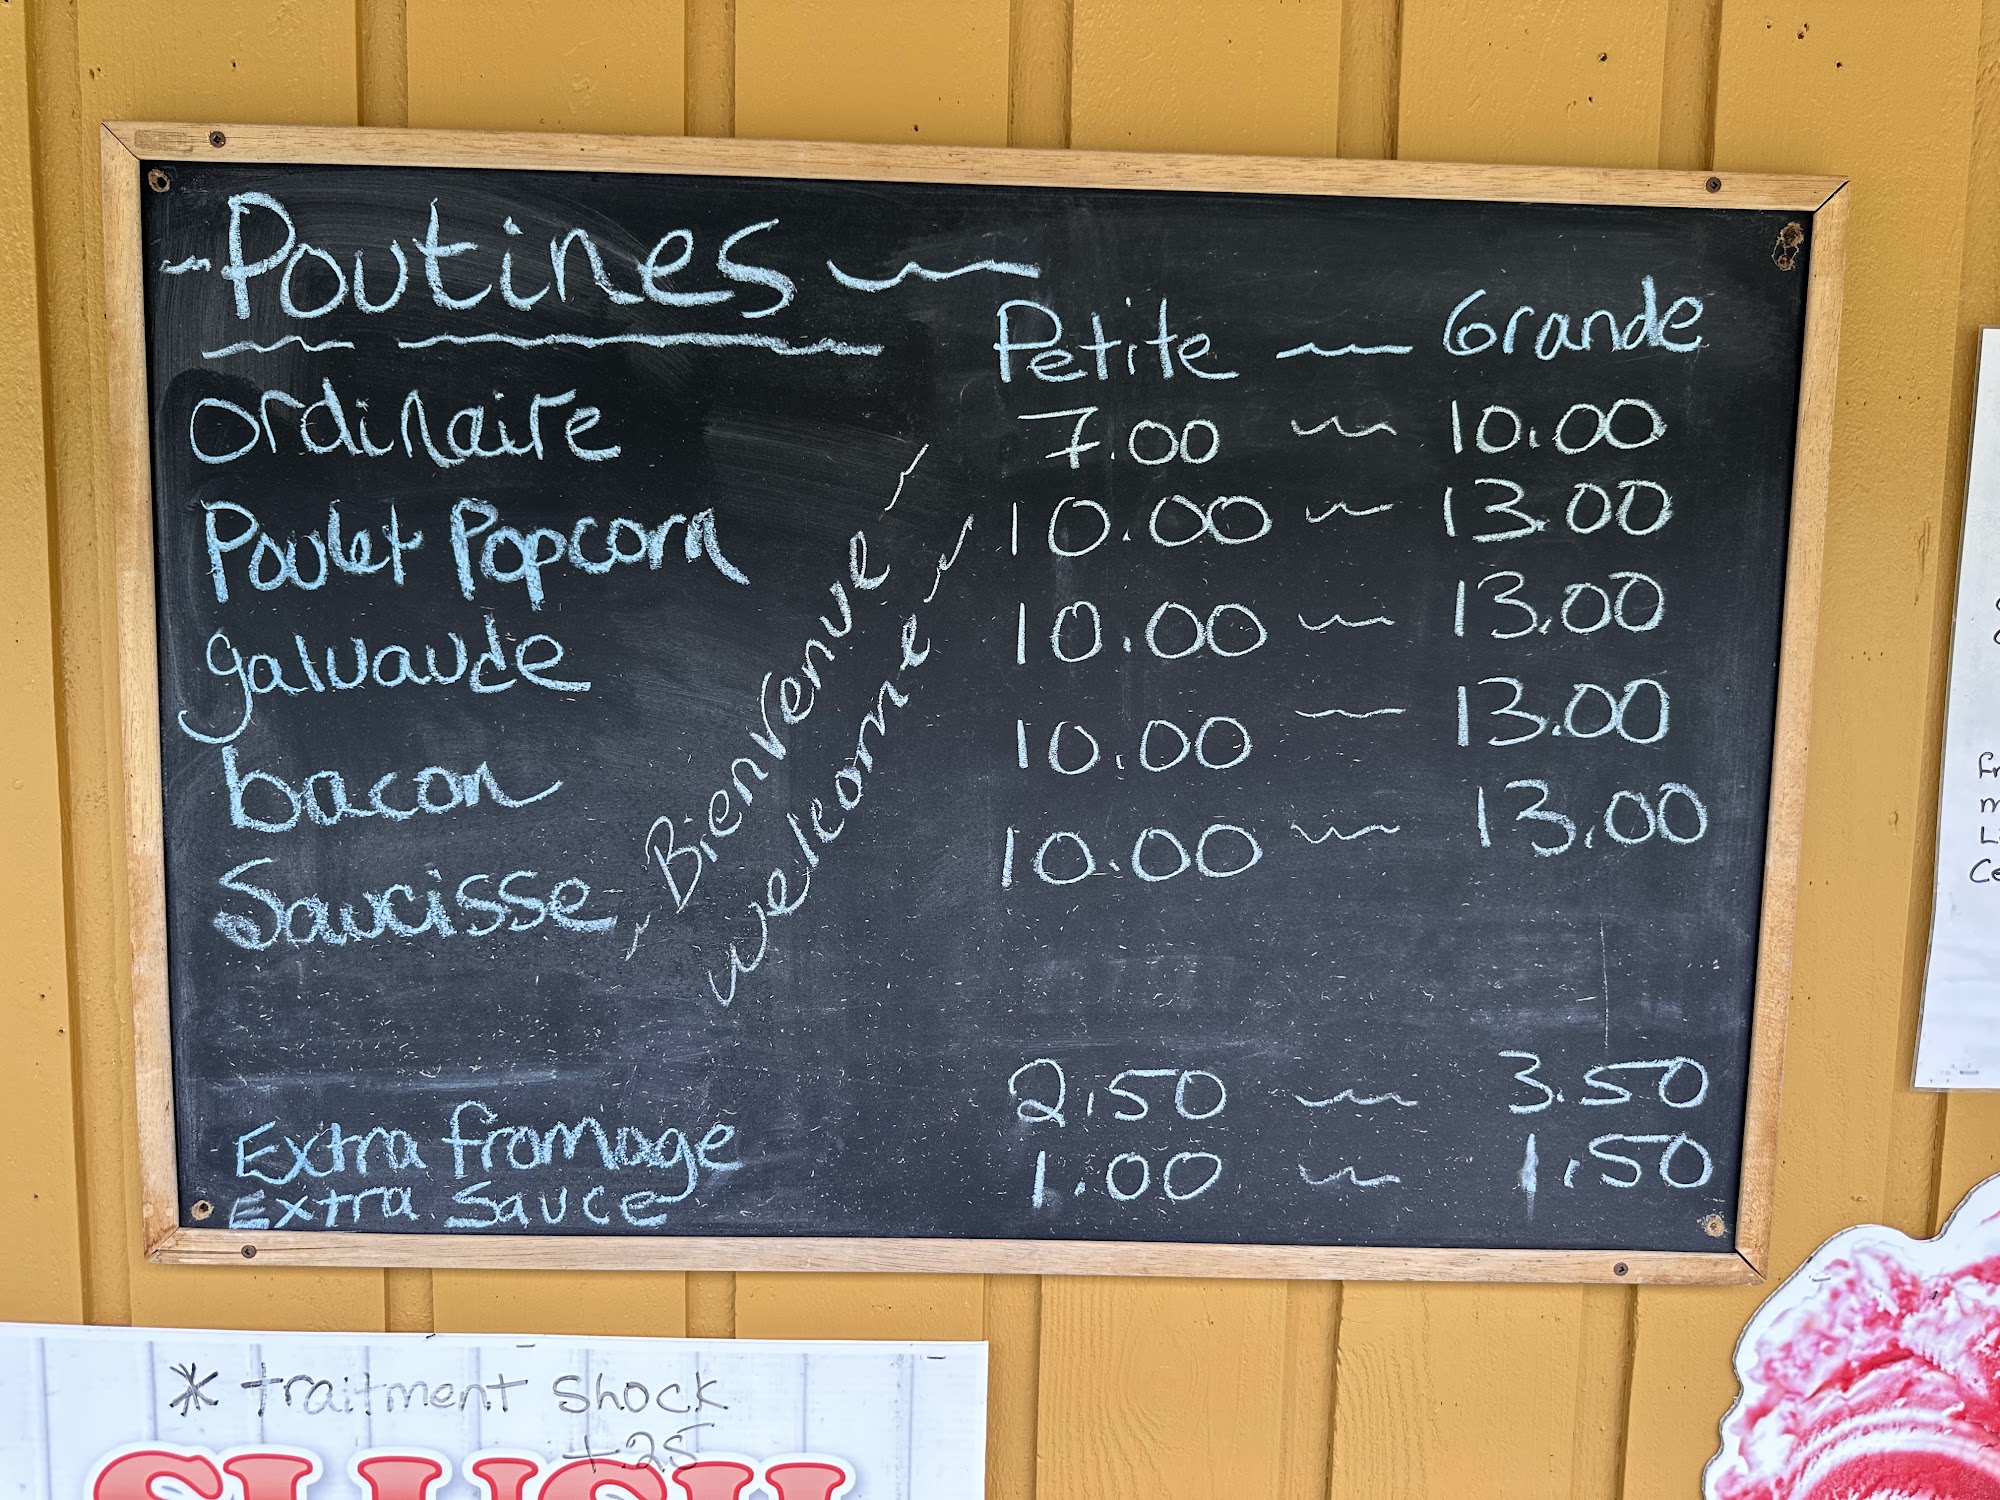 Poutines
Petite Grande
ordinaire 7.00 10.00
Poulet Popcorn 10.00 13.00
galvaude 10.00 13.00
bacon 10.00 13.00
Saucisse 10.00 13.00
Bienvenue
welcome
Extra fromage 2.50 3.50
Extra Sauce 1.00 1.50
* traitment shock
+25
SLUSH